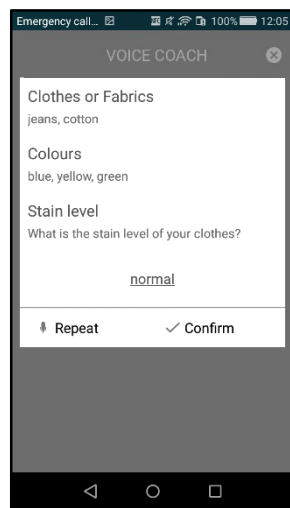 Emergency call... 100% 12:05
VOICE COACH
Clothes or Fabrics
jeans, cotton
Colours
blue, yellow, green
Stain level
What is the stain level of your clothes?
normal
Repeat Confirm